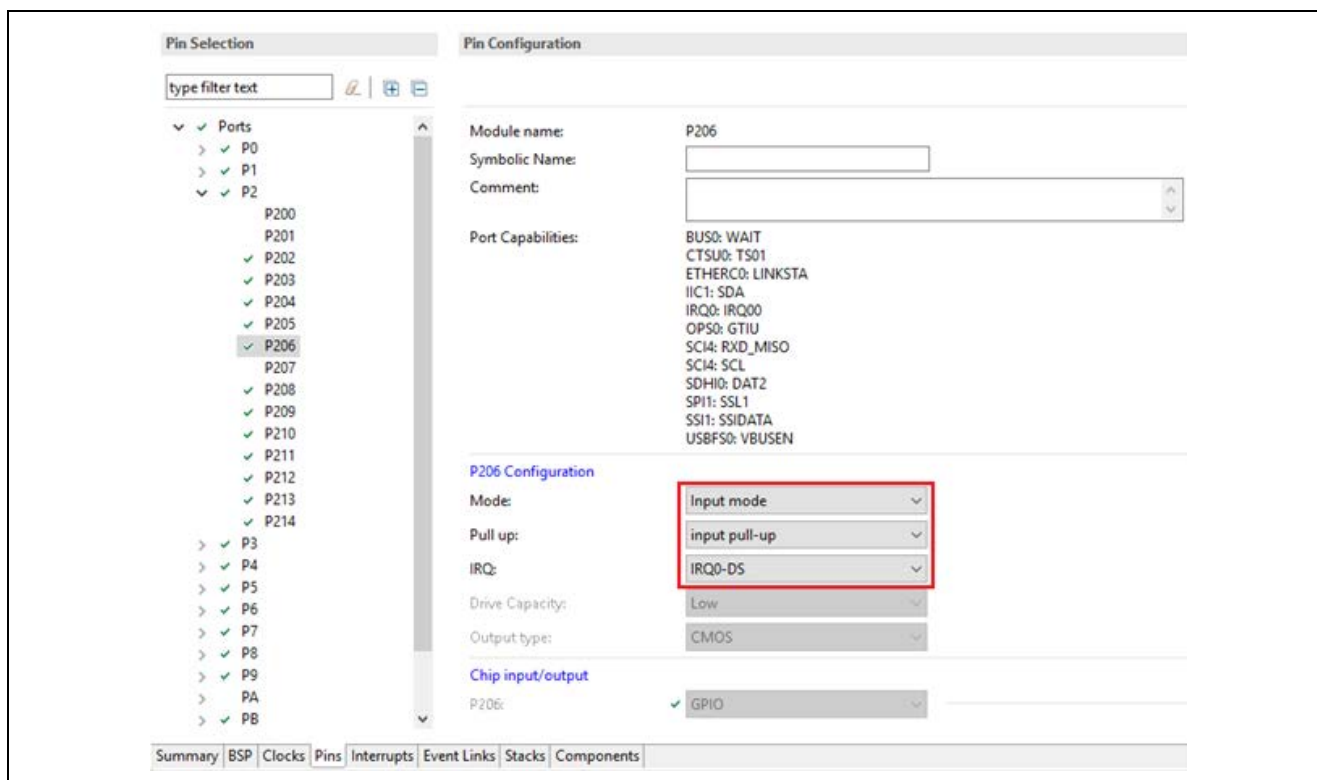 Pin Selection
Pin Configuration
type filter text
Ports
P0
P1
P2
P200
P201
P202
P203
P204
P205
P206
P207
P208
P209
P210
P211
P212
P213
P214
P3
P4
P5
P6
P7
P8
P9
PA
PB
Module name: P206
Symbolic Name:
Comment:
Port Capabilities: BUS0: WAIT
CTSU0: TS01
ETHERC0: LINKSTA
IIC1: SDA
IRQ0: IRQ00
OPS0: GTIU
SCI4: RXD_MISO
SCI4: SCL
SDHI0: DAT2
SPI1: SSL1
SSI1: SSIDATA
USBFS0: VBUSEN
P206 Configuration
Mode: Input mode
Pull up: input pull-up
IRQ: IRQ0-DS
Drive Capacity: Low
Output type: CMOS
Chip input/output
P206: GPIO
Summary BSP Clocks Pins Interrupts Event Links Stacks Components